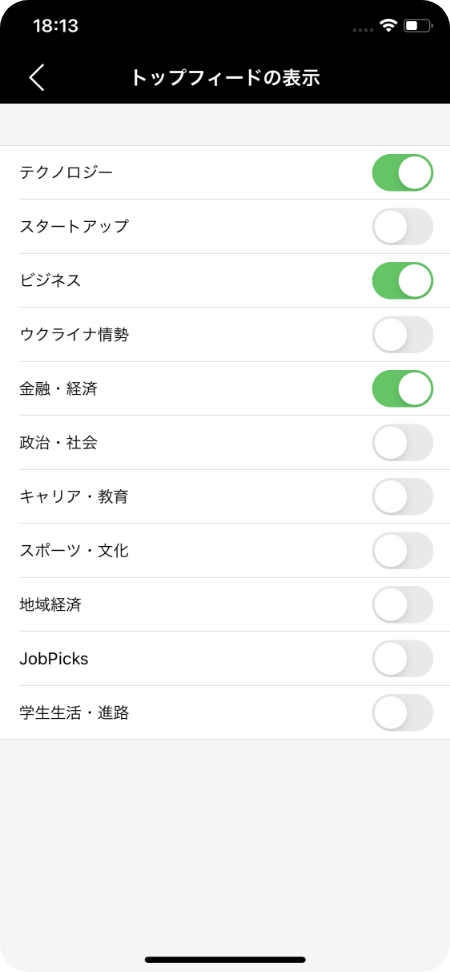 18:13
トップフィードの表示
テクノロジー
スタートアップ
ビジネス
ウクライナ情勢
金融・経済
政治・社会
キャリア・教育
スポーツ・文化
地域経済
JobPicks
学生生活・進路